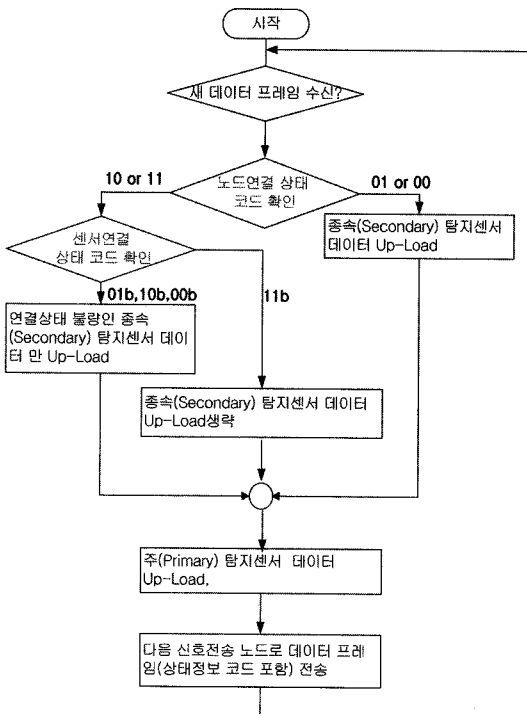 시작
새 데이터 프레임 수신?
노드연결 상태
코드 확인
10 or 11
01 or 00
센서연결
상태 코드 확인
종속(Secondary) 탐지센서
데이터 Up-Load
01b,10b,00b
11b
연결상태 불량인 종속
(Secondary) 탐지센서 데이
터 만 Up-Load
종속(Secondary) 탐지센서 데이터
Up-Load생략
주(Primary) 탐지센서 데이터
Up-Load.
다음 신호전송 노드로 데이터 프레
임(상태정보 코드 포함) 전송